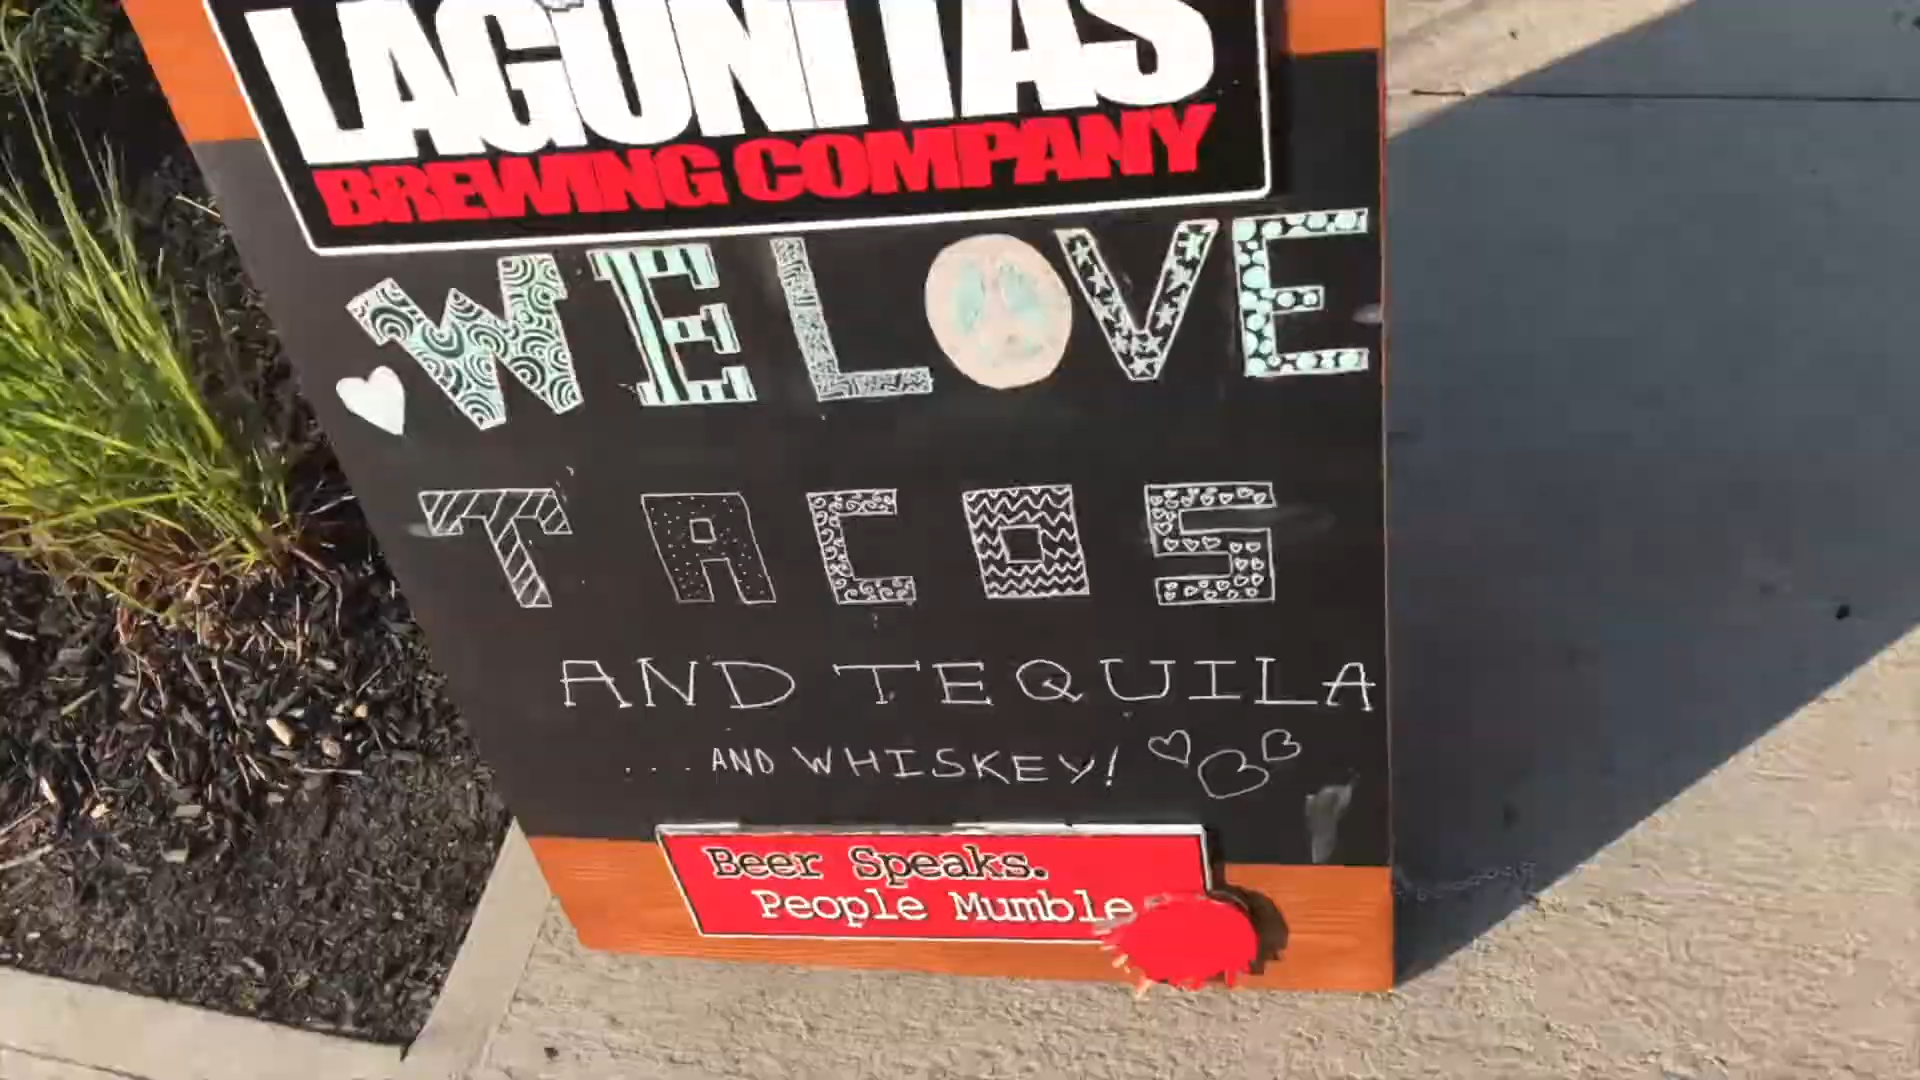 LAGUNITAS
BREWING COMPANY
WE LOVE
TACOS
AND TEQUILA
... AND WHISKEY!
Beer Speaks.
People Mumble